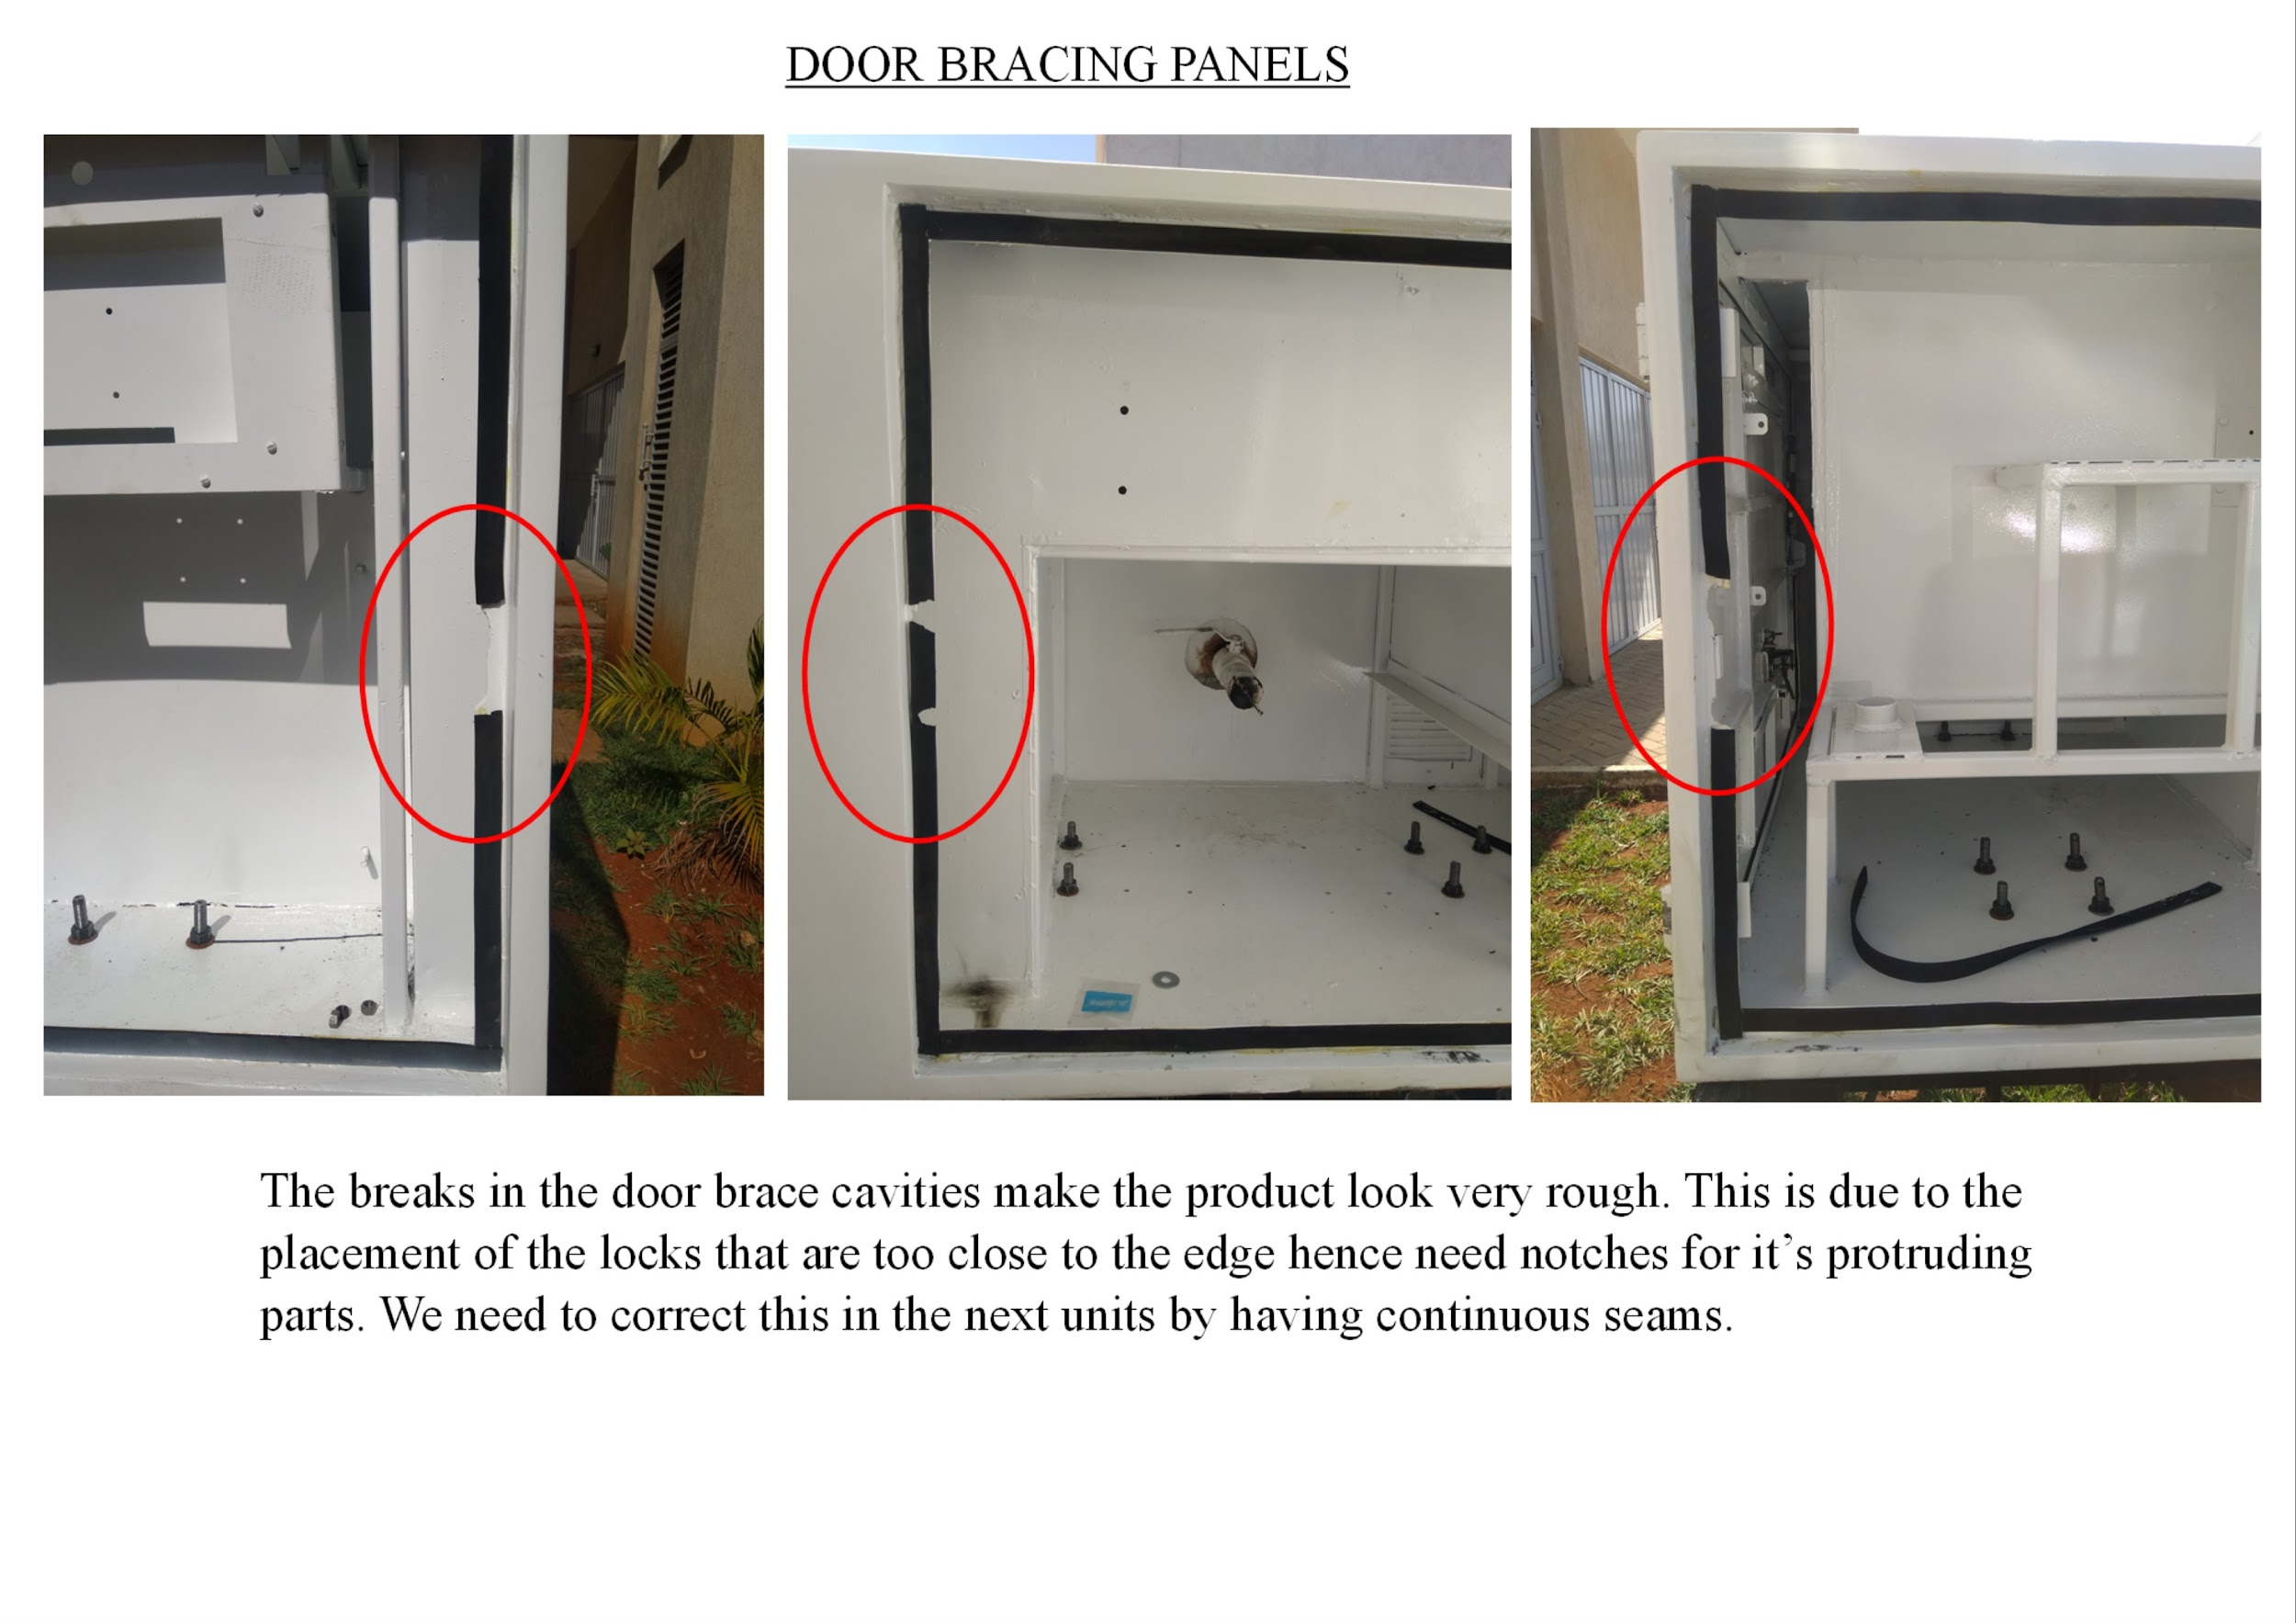 DOOR BRACING PANELS
The breaks in the door brace cavities make the product look very rough. This is due to the
placement of the locks that are too close to the edge hence need notches for it’s protruding
parts. We need to correct this in the next units by having continuous seams.